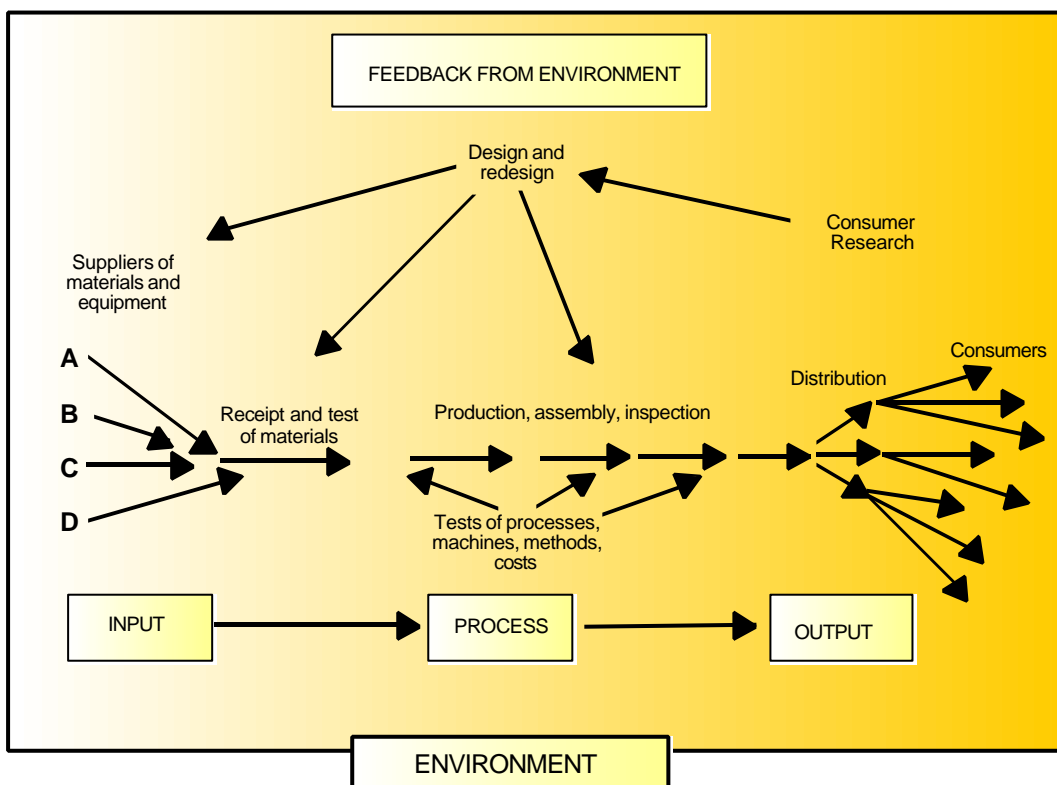 FEEDBACK FROM ENVIRONMENT
Design and
redesign
Consumer
Research
Suppliers of
materials and
equipment
A
B
C
D
Receipt and test
of materials
Production, assembly, inspection
Distribution
Consumers
Tests of processes,
machines, methods,
costs
INPUT
PROCESS
OUTPUT
ENVIRONMENT